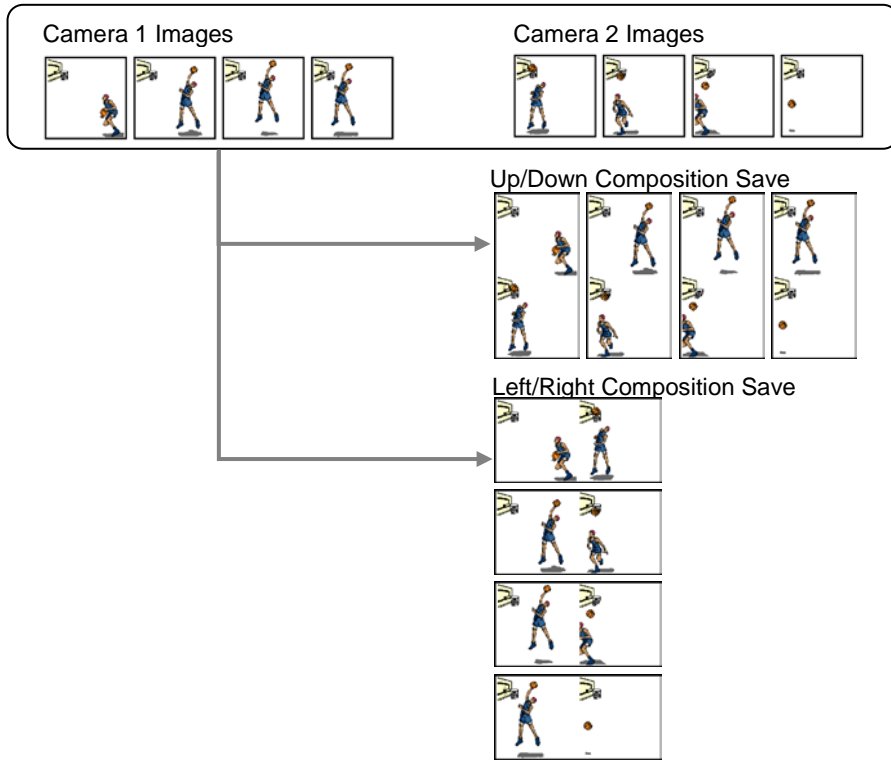 Camera 1 Images
Camera 2 Images
Up/Down Composition Save
Left/Right Composition Save